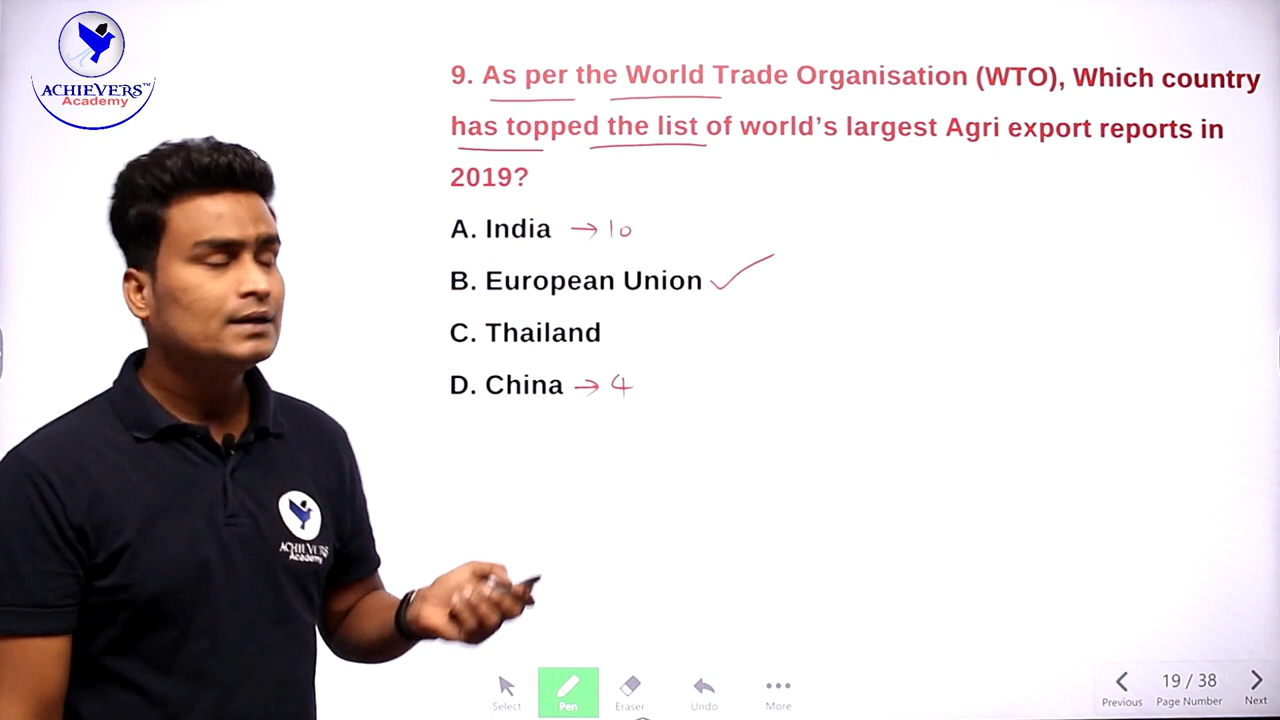 ACHIEVERS™
Academy
9. As per the World Trade Organisation (WTO), Which country
has topped the list of world's largest Agri export reports in
2019?
A. India → 10
B. European Union
C. Thailand
D. China → 4
ACHIEVERS
Academy
Select
Pen
Eraser
Undo
More
Previous
19 / 38
Page Number
Next